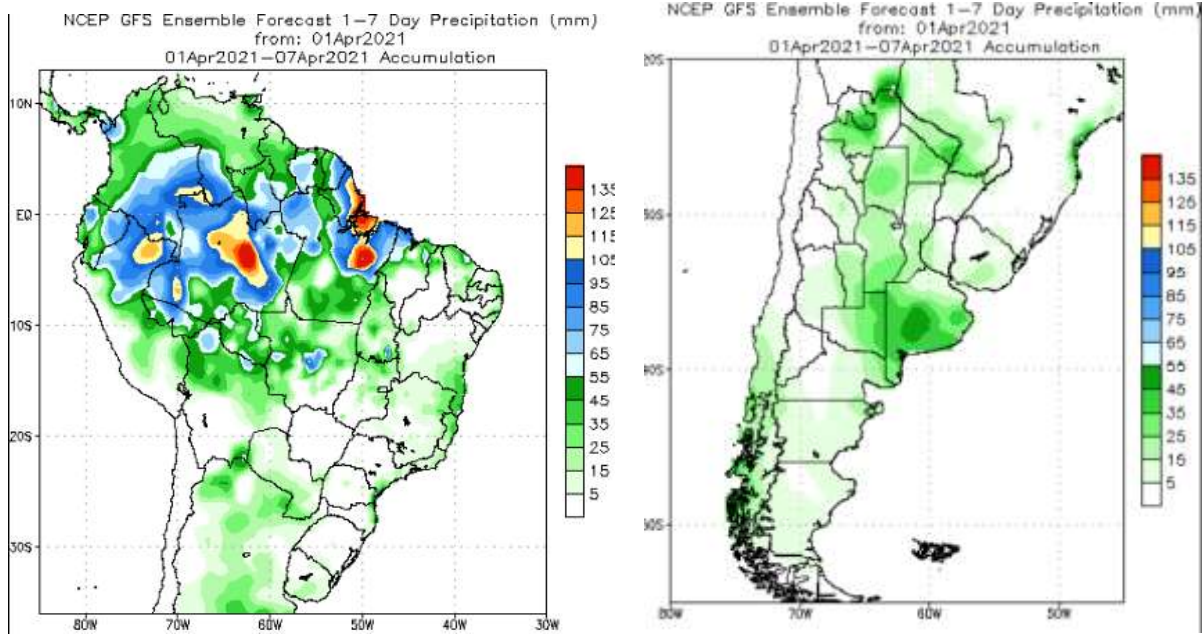 NCEP GFS Ensemble Forecast 1–7 Day Precipitation (mm)
from: 01Apr2021
01Apr2021–07Apr2021 Accumulation
10N
EQ
10S
20S
30S
80W
70W
60W
50W
40W
30W
135
125
115
105
95
85
75
65
55
45
35
25
15
5
NCEP GFS Ensemble Forecast 1–7 Day Precipitation (mm)
from: 01Apr2021
01Apr2021–07Apr2021 Accumulation
80W
70W
60W
50W
135
125
115
105
95
85
75
65
55
45
35
25
15
5